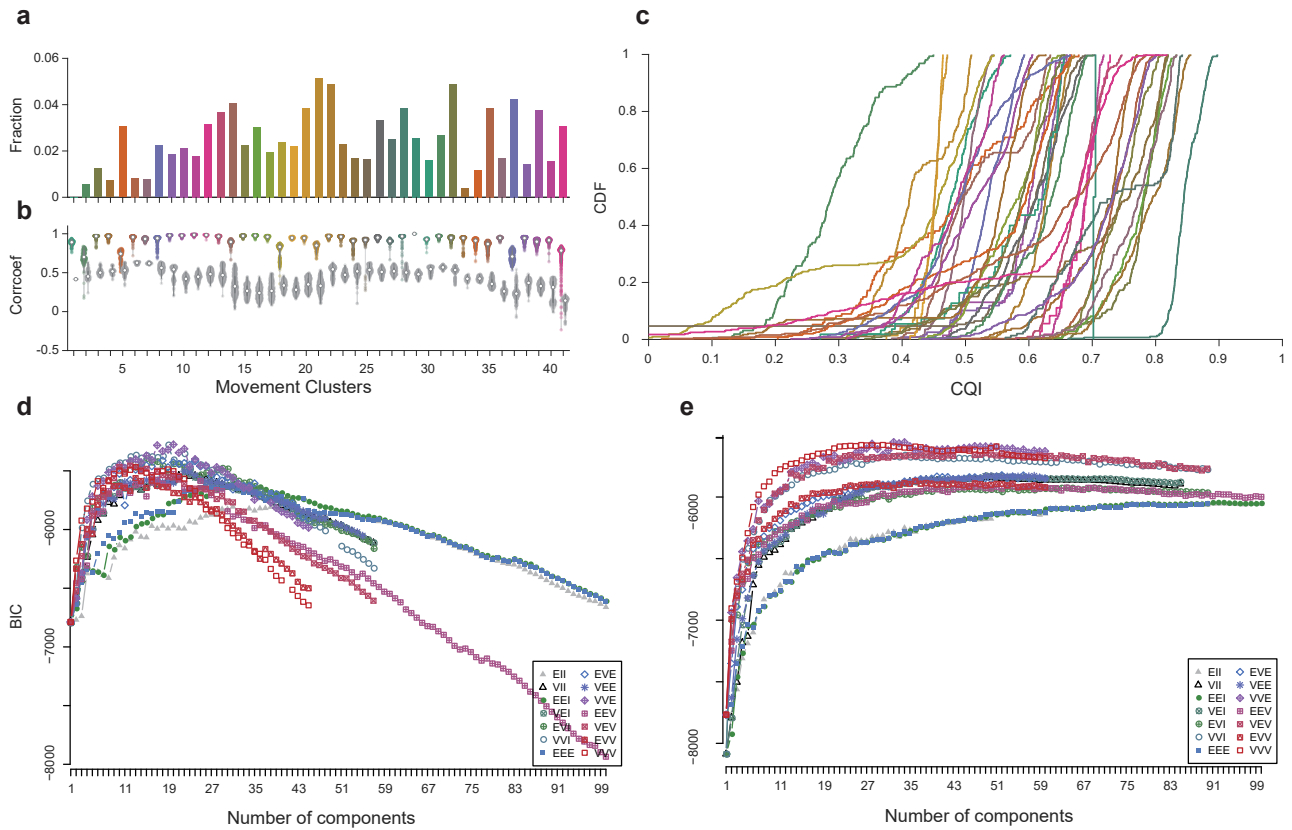 a
0.06
0.04
0.02
0
Fraction
b
1
0.5
0
-0.5
Corrcoef
5 10 15 20 25 30 35 40
Movement Clusters
c
1
0.8
0.6
0.4
0.2
0
CDF
0 0.1 0.2 0.3 0.4 0.5 0.6 0.7 0.8 0.9 1
CQI
d
−6000
−7000
−8000
BIC
EII EVE
VII VEE
EEI VVE
VEI EEV
EVI VEV
VVI EVV
EEE VVV
1 11 19 27 35 43 51 59 67 75 83 91 99
Number of components
e
−6000
−7000
−8000
EII EVE
VII VEE
EEI VVE
VEI EEV
EVI VEV
VVI EVV
EEE VVV
1 11 19 27 35 43 51 59 67 75 83 91 99
Number of components